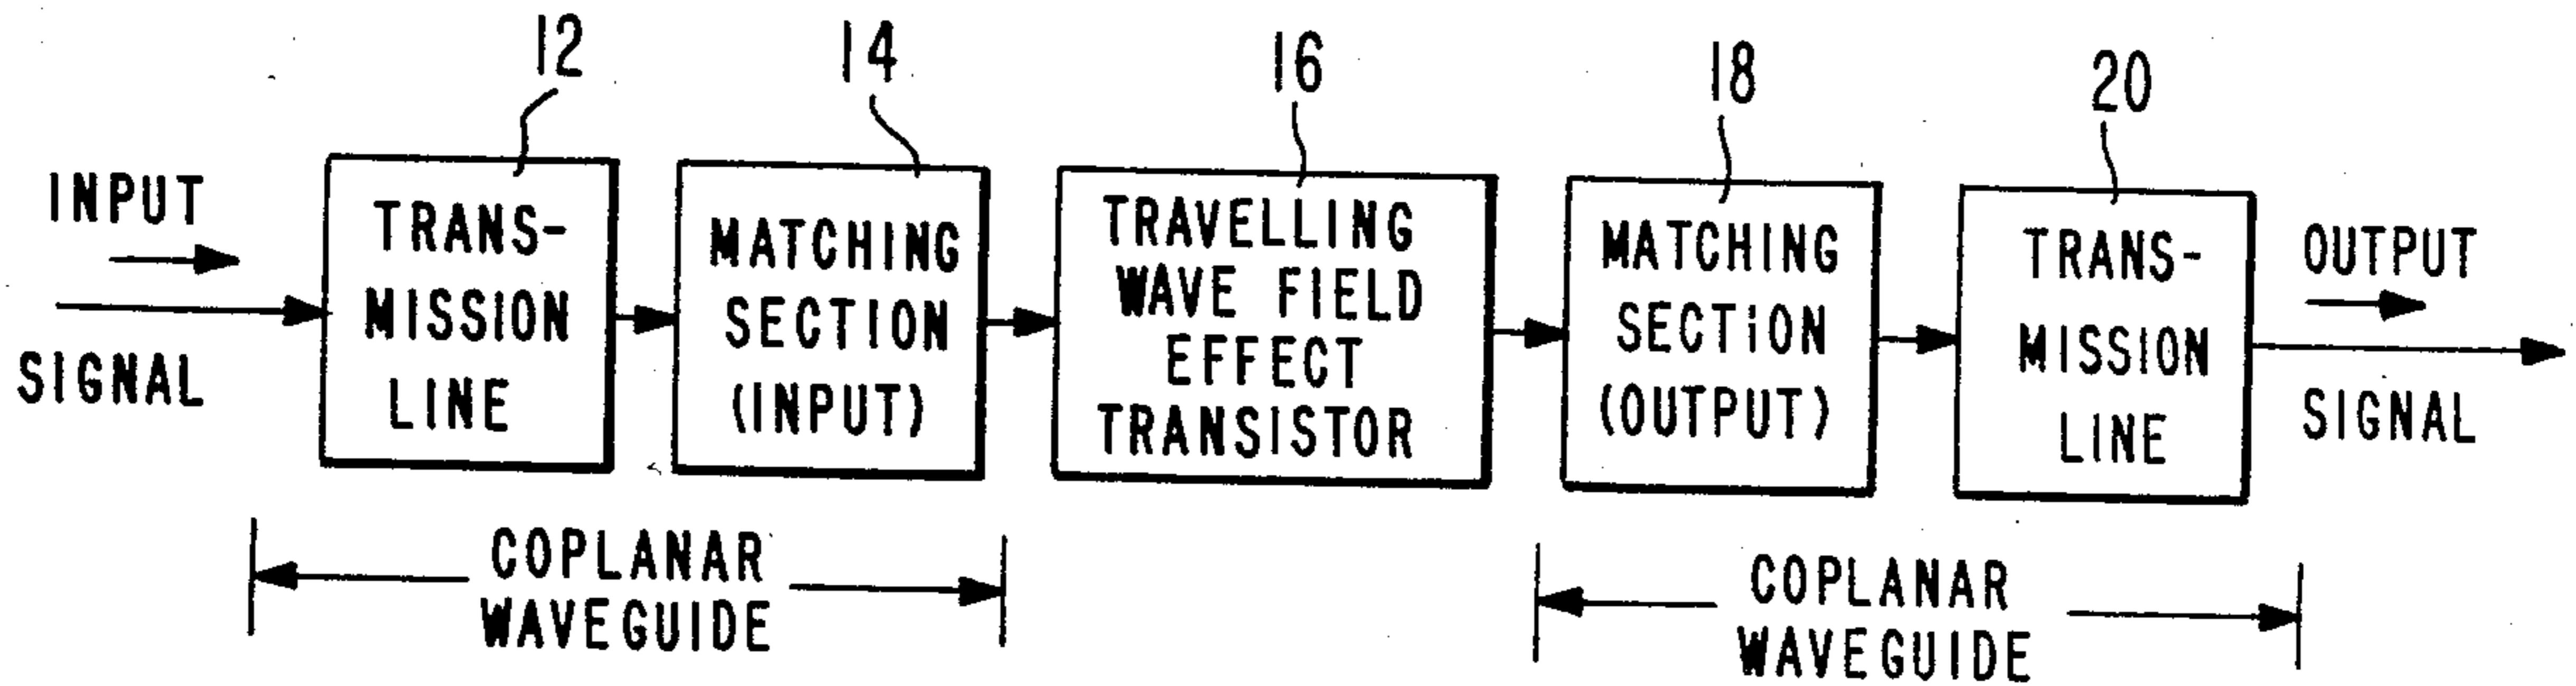 12
14
16
18
20
INPUT
SIGNAL
TRANS-
MISSION
LINE
MATCHING
SECTION
(INPUT)
TRAVELLING
WAVE FIELD
EFFECT
TRANSISTOR
MATCHING
SECTION
(OUTPUT)
TRANS-
MISSION
LINE
OUTPUT
SIGNAL
COPLANAR
WAVEGUIDE
COPLANAR
WAVEGUIDE